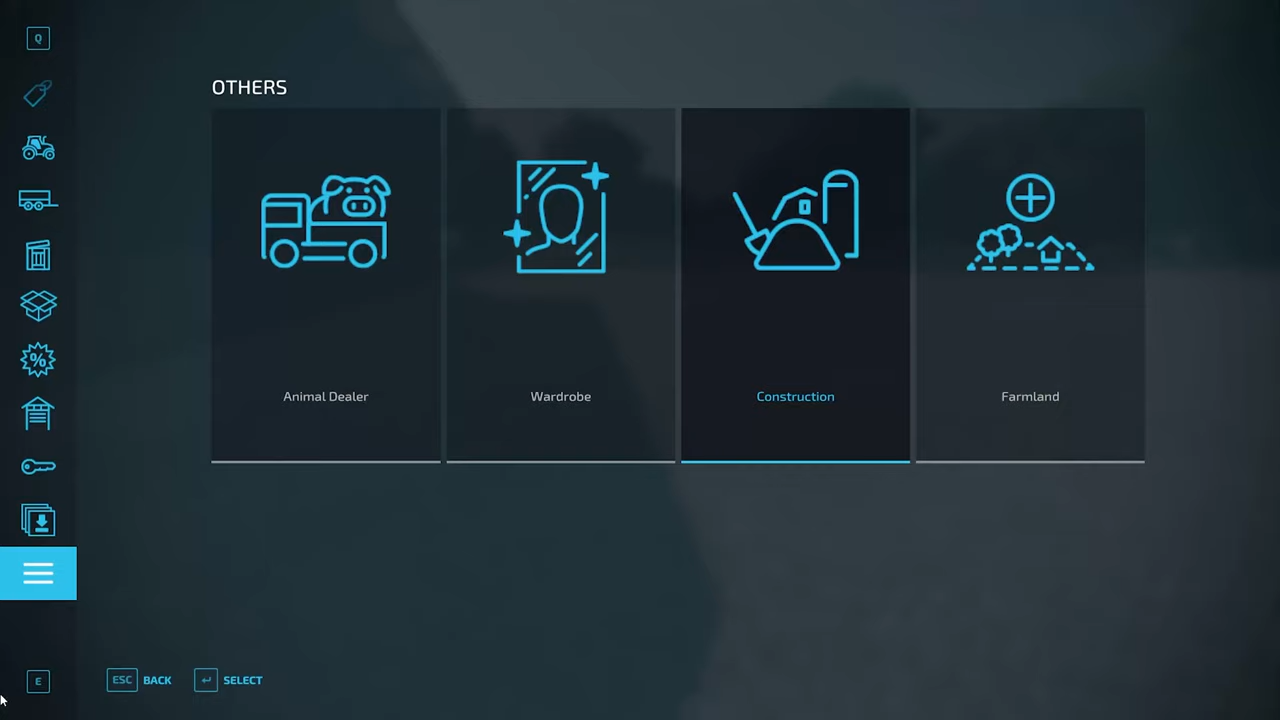 Q
OTHERS
%
Animal Dealer
Wardrobe
Construction
Farmland
E
ESC BACK
SELECT